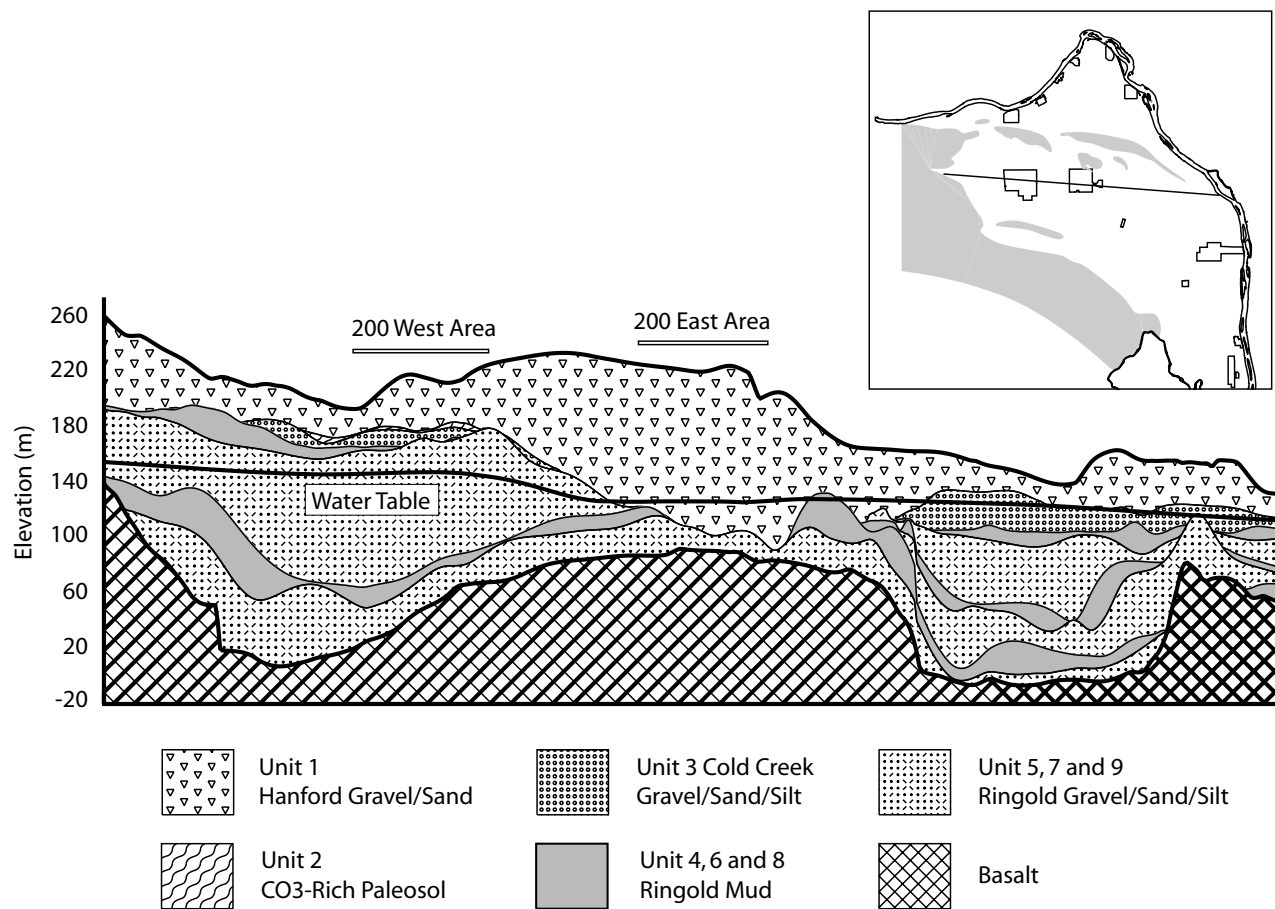 260
220
180
140
100
60
20
-20
Elevation (m)
200 West Area
200 East Area
Water Table
Unit 1
Hanford Gravel/Sand
Unit 3 Cold Creek
Gravel/Sand/Silt
Unit 5, 7 and 9
Ringold Gravel/Sand/Silt
Unit 2
CO3-Rich Paleosol
Unit 4, 6 and 8
Ringold Mud
Basalt